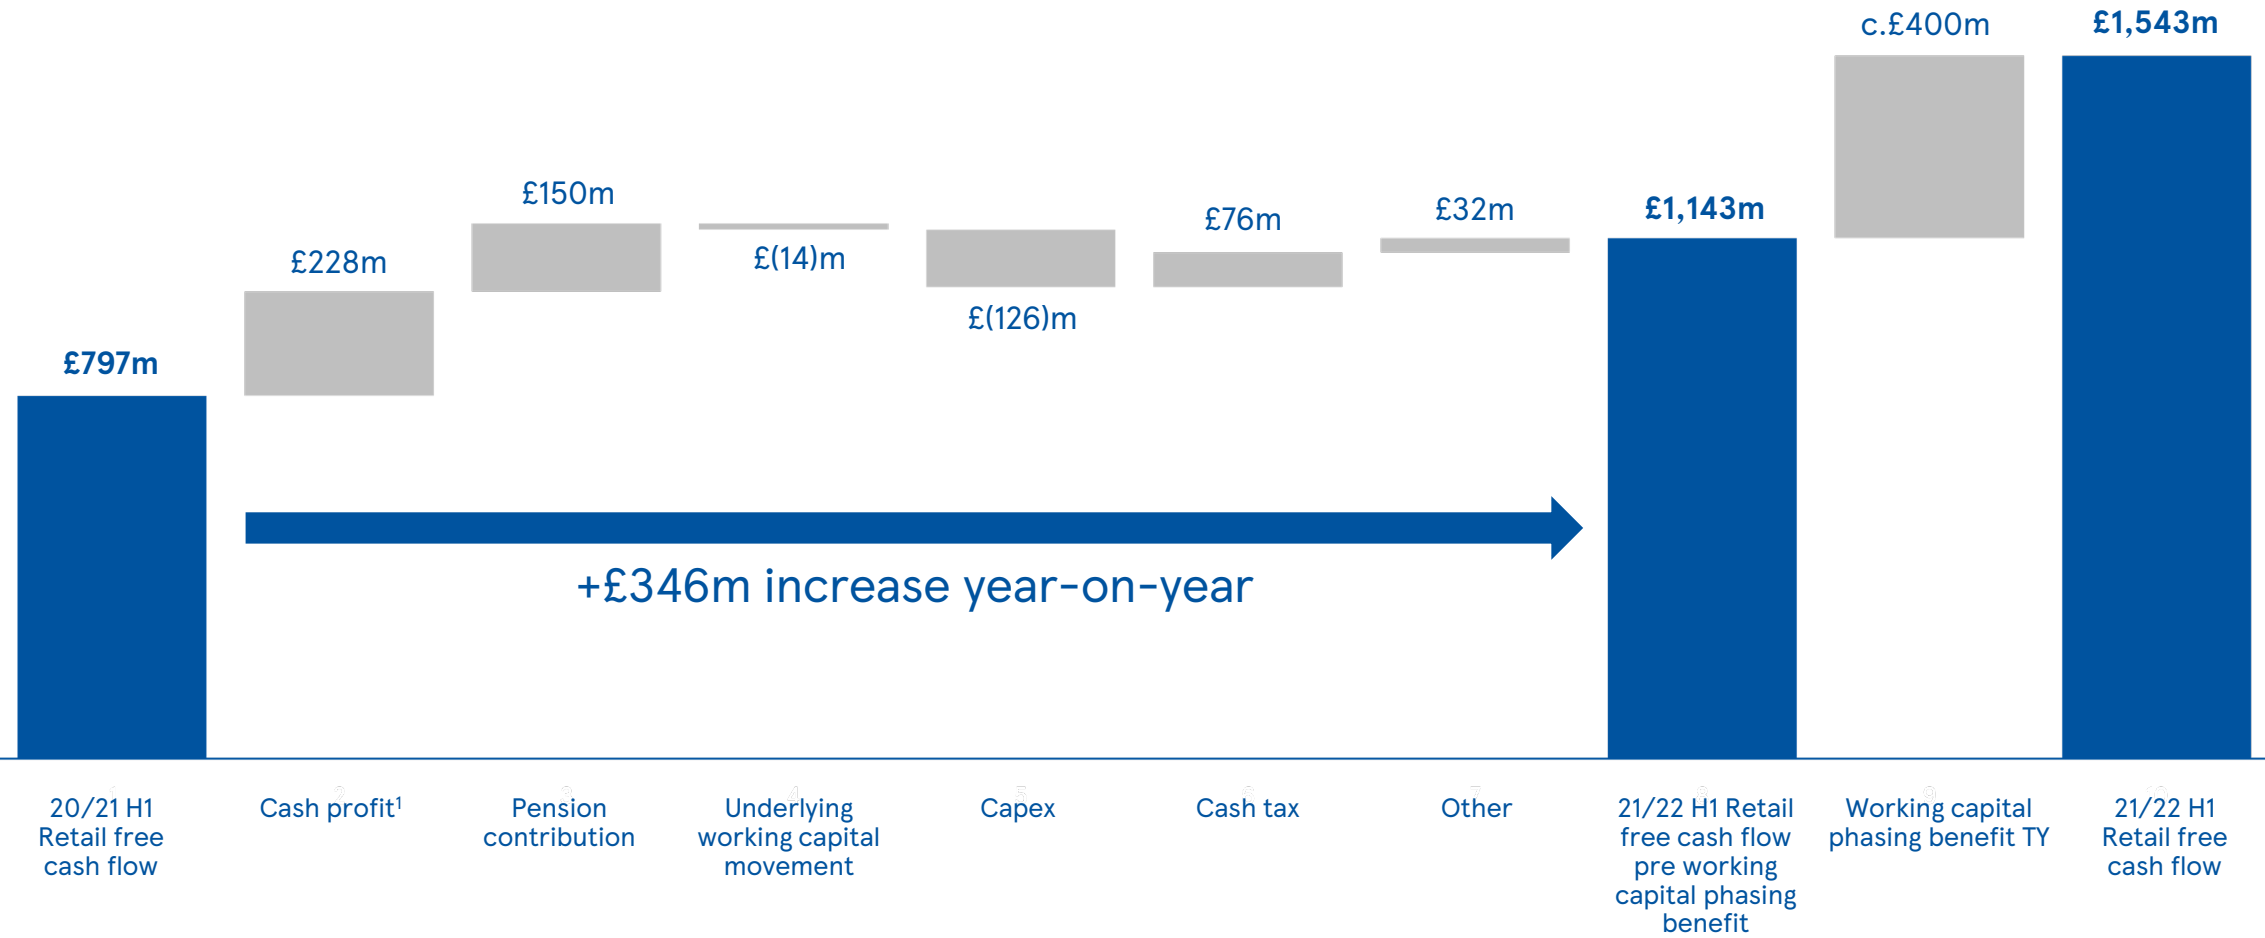 c.£400m
£1,543m
£150m
£76m
£32m
£1,143m
£228m
£(14)m
£(126)m
£797m
+£346m increase year-on-year
20/21 H1
Retail free
cash flow
Cash profit¹
Pension
contribution
Underlying
working capital
movement
Capex
Cash tax
Other
21/22 H1 Retail
free cash flow
pre working
capital phasing
benefit
Working capital
phasing benefit TY
21/22 H1
Retail free
cash flow